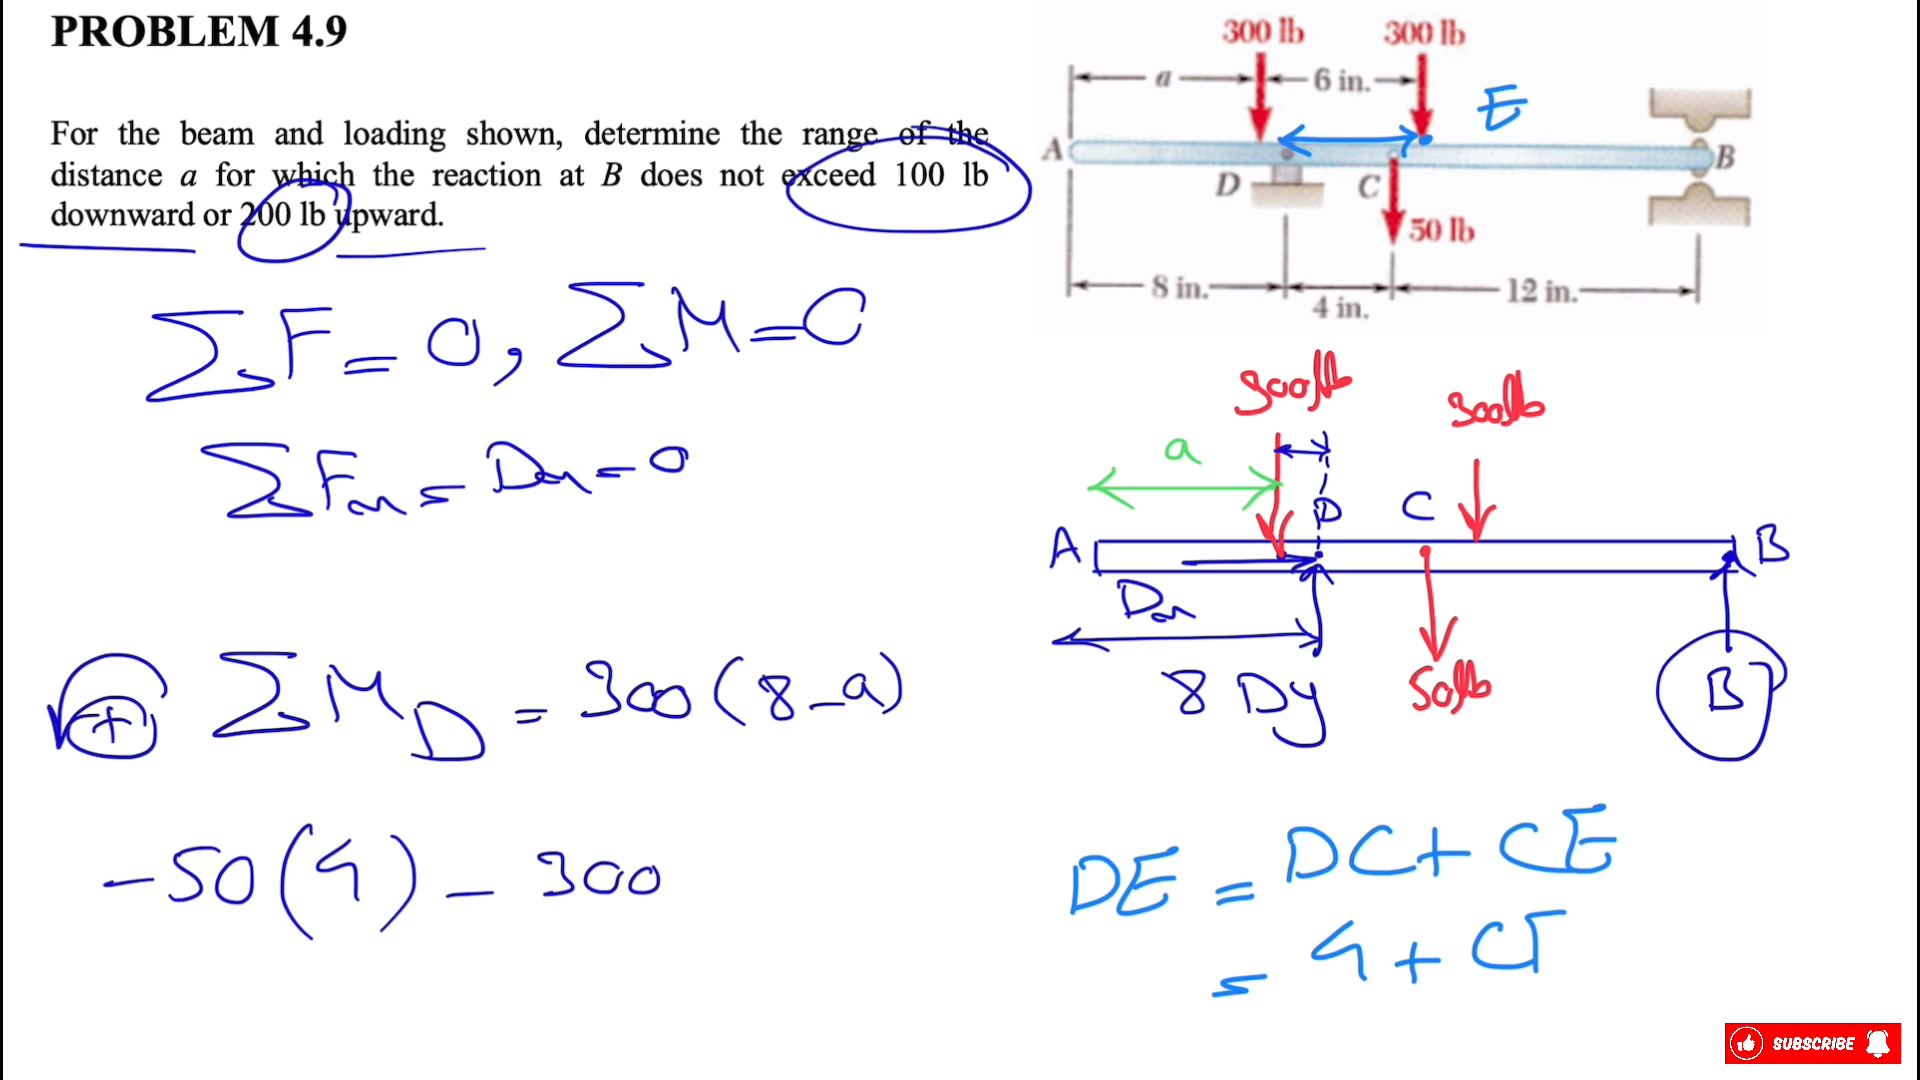 PROBLEM 4.9
For the beam and loading shown, determine the range of the
distance a for which the reaction at B does not exceed 100 lb
downward or 200 lb upward.
300 lb 300 lb
a 6 in.
E
A B
D C
50 lb
8 in. 4 in. 12 in.
ΣF = 0, ΣM = 0
ΣFx = Dx = 0
300lb 300lb
a
D C
A B
Dx
8 Dy 50lb B
+ ΣM_D = 300(8-a)
-50(4) - 300
DE = DC + CE
= 4 + CE
SUBSCRIBE